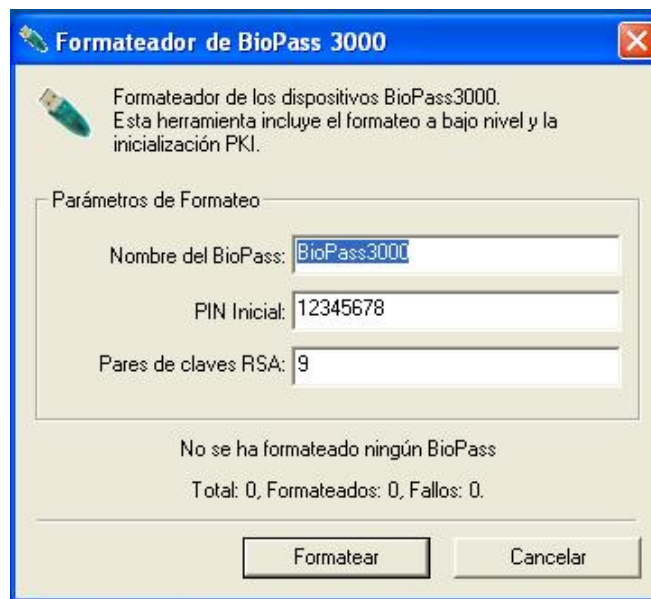 Formateador de BioPass 3000
Formateador de los dispositivos BioPass3000.
Esta herramienta incluye el formateo a bajo nivel y la
inicialización PKI.
Parámetros de Formateo
Nombre del BioPass: BioPass3000
PIN Inicial: 12345678
Pares de claves RSA: 9
No se ha formateado ningún BioPass
Total: 0, Formateados: 0, Fallos: 0.
Formatear Cancelar